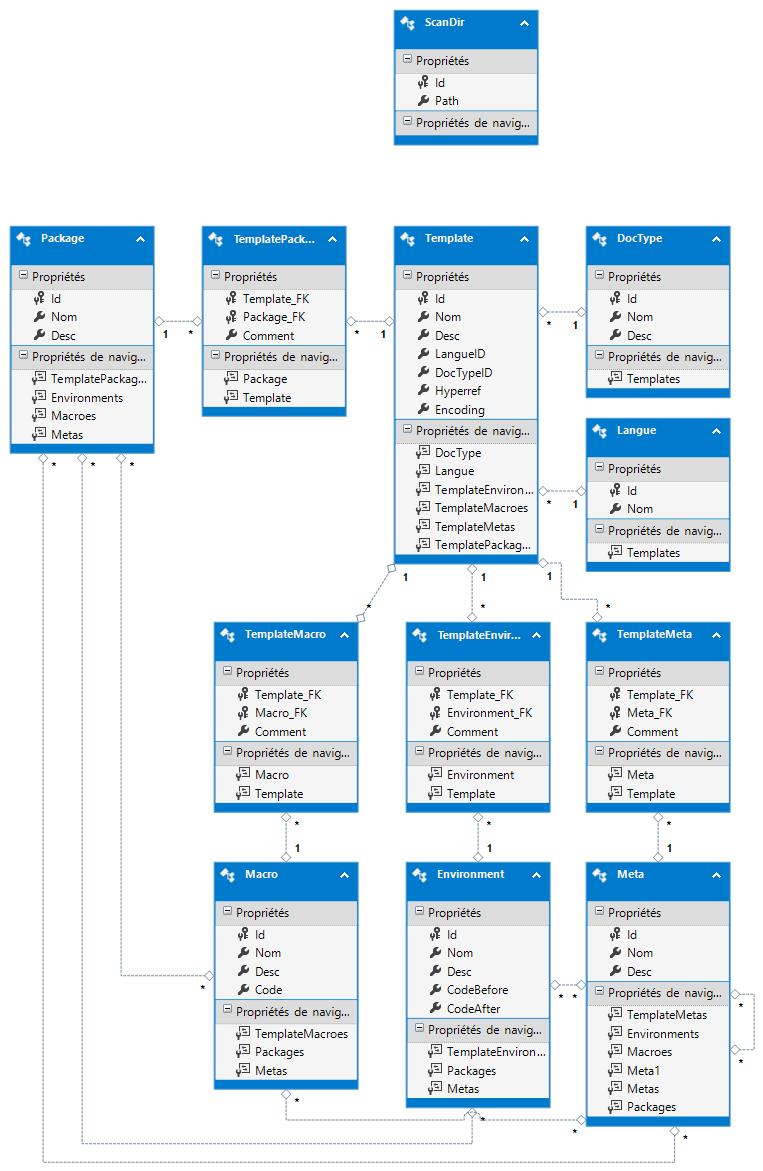 ScanDir
Propriétés
Id
Path
Propriétés de navig...
Package
Propriétés
Id
Nom
Desc
Propriétés de navig...
TemplatePackag...
Environments
Macroes
Metas
TemplatePack...
Propriétés
Template_FK
Package_FK
Comment
Propriétés de navig...
Package
Template
Template
Propriétés
Id
Nom
Desc
LangueID
DocTypeID
Hyperref
Encoding
Propriétés de navig...
DocType
Langue
TemplateEnviron...
TemplateMacroes
TemplateMetas
TemplatePackag...
DocType
Propriétés
Id
Nom
Desc
Propriétés de navig...
Templates
Langue
Propriétés
Id
Nom
Propriétés de navig...
Templates
1 *
* 1
* 1
* 1
* * *
1 1 1
* * *
TemplateMacro
Propriétés
Template_FK
Macro_FK
Comment
Propriétés de navig...
Macro
Template
TemplateEnvir...
Propriétés
Template_FK
Environment_FK
Comment
Propriétés de navig...
Environment
Template
TemplateMeta
Propriétés
Template_FK
Meta_FK
Comment
Propriétés de navig...
Meta
Template
* * *
1 1 1
Macro
Propriétés
Id
Nom
Desc
Code
Propriétés de navig...
TemplateMacroes
Packages
Metas
Environment
Propriétés
Id
Nom
Desc
CodeBefore
CodeAfter
Propriétés de navig...
TemplateEnviron...
Packages
Metas
Meta
Propriétés
Id
Nom
Desc
Propriétés de navig...
TemplateMetas
Environments
Macroes
Meta1
Metas
Packages
*
* *
*
*
*
*
*
*